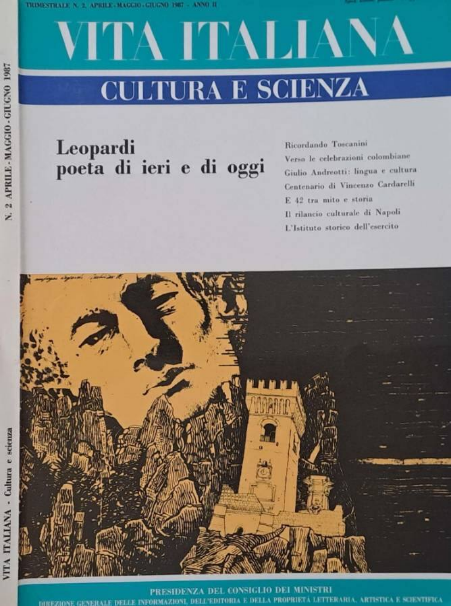 TRIMESTRALE N. 2, APRILE - MAGGIO - GIUGNO 1987 - ANNO II
VITA ITALIANA
CULTURA E SCIENZA
Leopardi
poeta di ieri e di oggi
Ricordando Toscanini
Verso le celebrazioni colombiane
Giulio Andreotti: lingua e cultura
Centenario di Vincenzo Cardarelli
E 42 tra mito e storia
Il rilancio culturale di Napoli
L'Istituto storico dell'esercito
PRESIDENZA DEL CONSIGLIO DEI MINISTRI
DIREZIONE GENERALE DELLE INFORMAZIONI, DELL'EDITORIA E DELLA PROPRIETÀ LETTERARIA, ARTISTICA E SCIENTIFICA
N. 2 APRILE - MAGGIO - GIUGNO 1987
VITA ITALIANA - Cultura e scienza